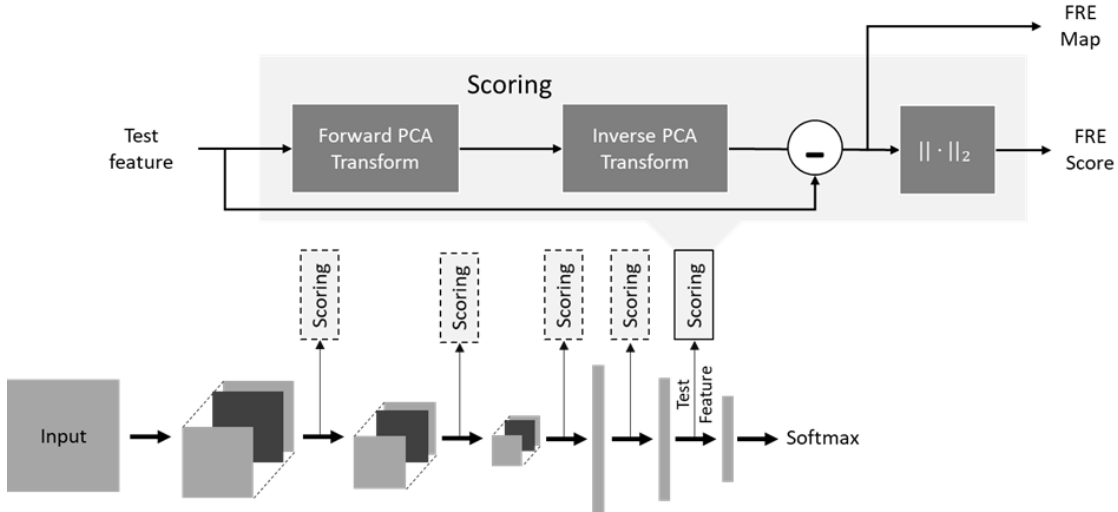 FRE
Map
Scoring
Test
feature
Forward PCA
Transform
Inverse PCA
Transform
-
|| · ||₂
FRE
Score
Scoring
Scoring
Scoring
Scoring
Scoring
Test
Feature
Input
Softmax